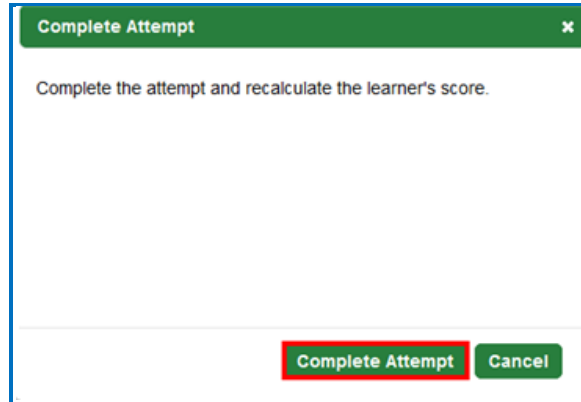 Complete Attempt
Complete the attempt and recalculate the learner's score.
Complete Attempt Cancel